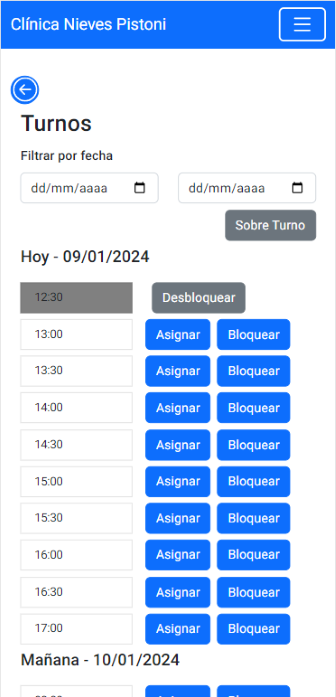 Clínica Nieves Pistoni
Turnos
Filtrar por fecha
dd/mm/aaaa dd/mm/aaaa
Sobre Turno
Hoy - 09/01/2024
12:30 Desbloquear
13:00 Asignar Bloquear
13:30 Asignar Bloquear
14:00 Asignar Bloquear
14:30 Asignar Bloquear
15:00 Asignar Bloquear
15:30 Asignar Bloquear
16:00 Asignar Bloquear
16:30 Asignar Bloquear
17:00 Asignar Bloquear
Mañana - 10/01/2024